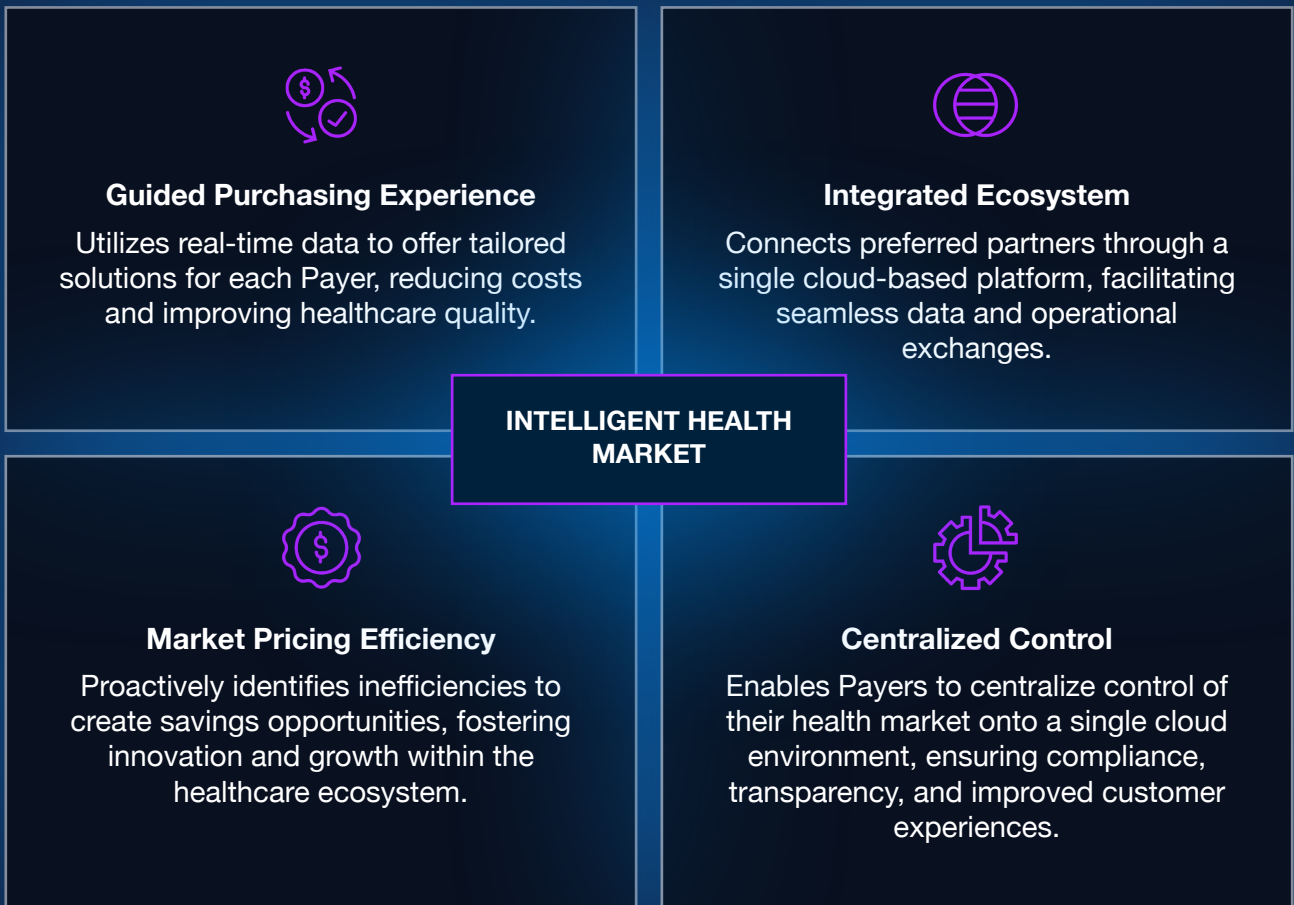 Guided Purchasing Experience
Utilizes real-time data to offer tailored
solutions for each Payer, reducing costs
and improving healthcare quality.
Integrated Ecosystem
Connects preferred partners through a
single cloud-based platform, facilitating
seamless data and operational
exchanges.
INTELLIGENT HEALTH
MARKET
Market Pricing Efficiency
Proactively identifies inefficiencies to
create savings opportunities, fostering
innovation and growth within the
healthcare ecosystem.
Centralized Control
Enables Payers to centralize control of
their health market onto a single cloud
environment, ensuring compliance,
transparency, and improved customer
experiences.